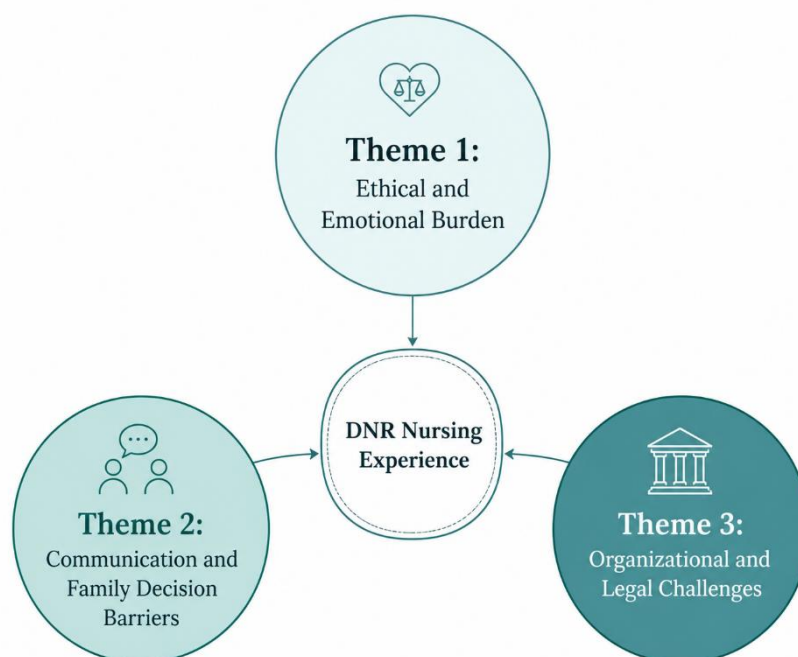 Theme 1:
Ethical and
Emotional Burden
DNR Nursing
Experience
Theme 2:
Communication and
Family Decision
Barriers
Theme 3:
Organizational and
Legal Challenges